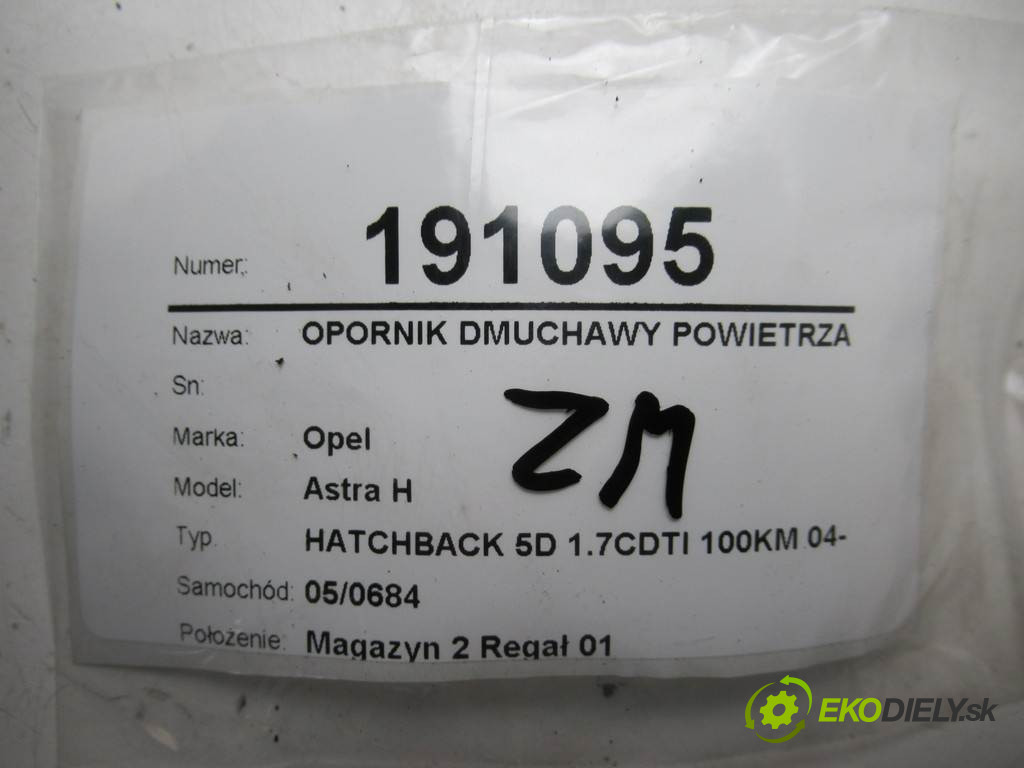 Numer: 191095
Nazwa: OPORNIK DMUCHAWY POWIETRZA
Sn:
Marka: Opel
Model: Astra H
Typ HATCHBACK 5D 1.7CDTI 100KM 04-
Samochód: 05/0684
Położenie: Magazyn 2 Regał 01
ZM
EKODIELY.sk